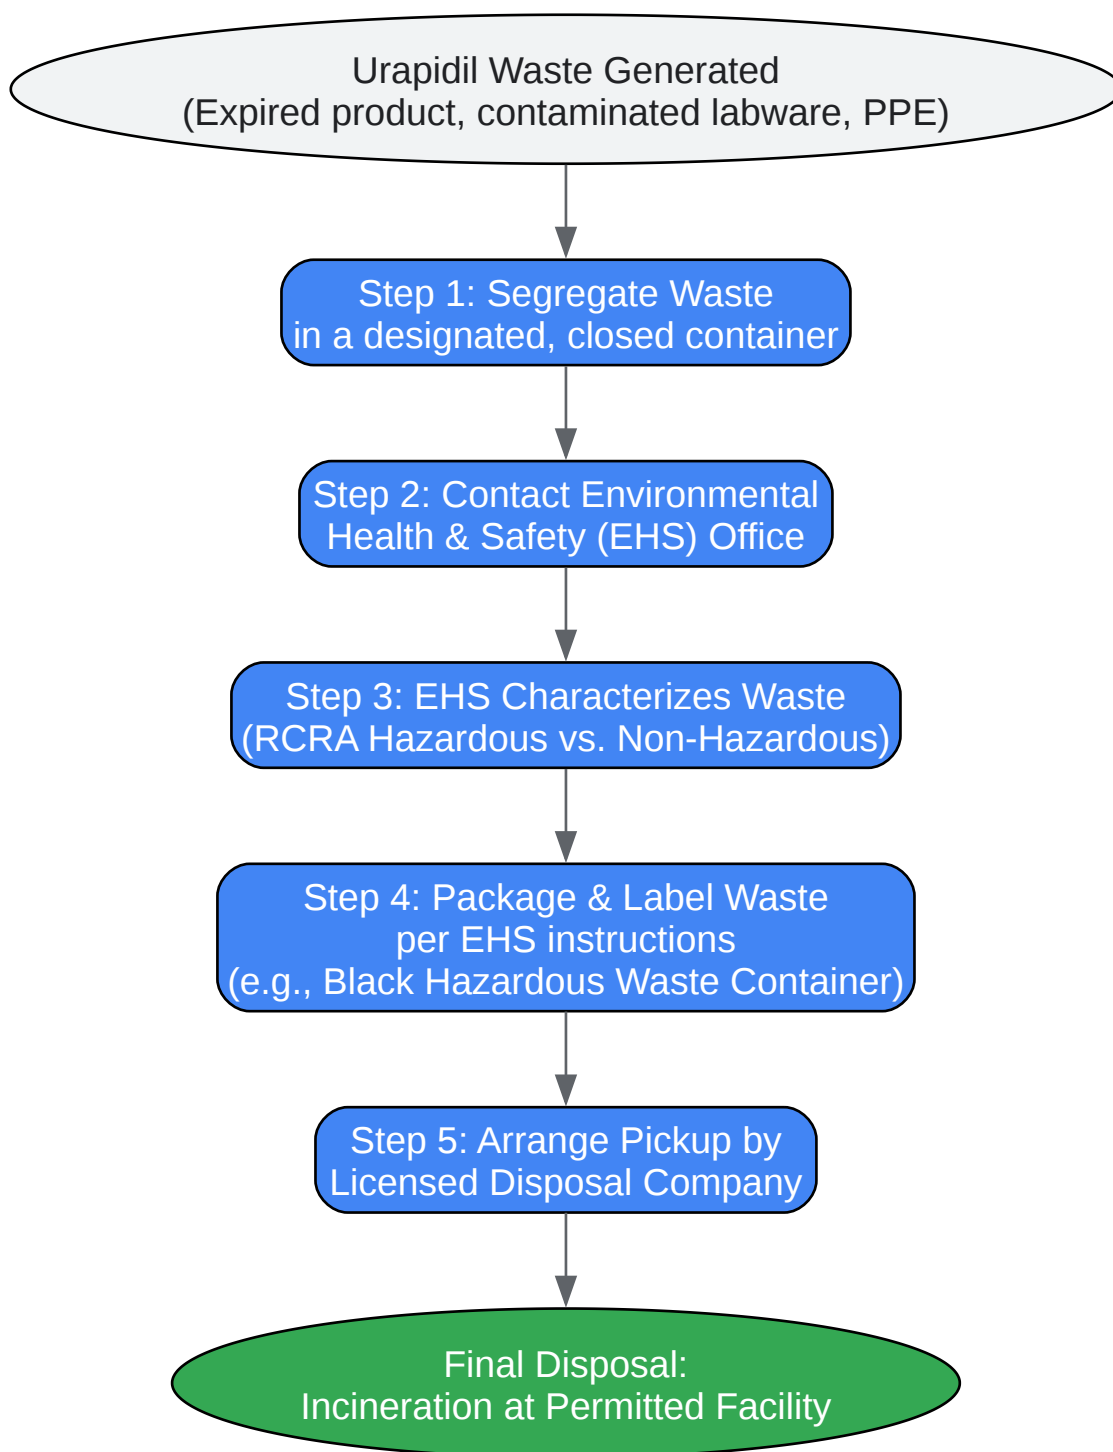 Urapidil Waste Generated
(Expired product, contaminated labware, PPE)
Step 1: Segregate Waste
in a designated, closed container
Step 2: Contact Environmental
Health & Safety (EHS) Office
Step 3: EHS Characterizes Waste
(RCRA Hazardous vs. Non-Hazardous)
Step 4: Package & Label Waste
per EHS instructions
(e.g., Black Hazardous Waste Container)
Step 5: Arrange Pickup by
Licensed Disposal Company
Final Disposal:
Incineration at Permitted Facility